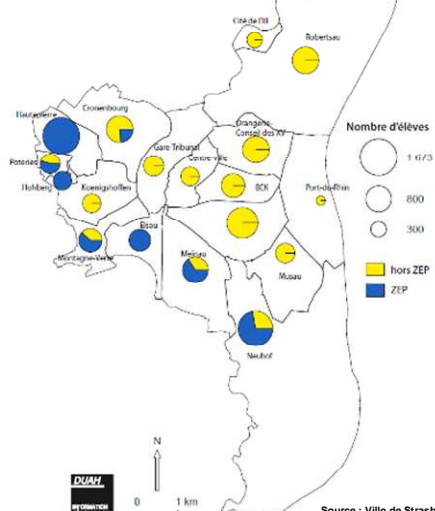 Cité de l'Ill
Robertsau
Cronenbourg
Hautepierre
Orangerie-
Conseil des XV
Nombre d'élèves
Gare Tribunal
Centre-ville
1 673
Poteries
BCK
Port-du-Rhin
Hohberg
Koenigshoffen
800
Elsau
300
Montagne-Verte
Meinau
Musau
hors ZEP
ZEP
Neuhof
N
DUAH
INFORMATION
0 1 km
Source : Ville de Strasb